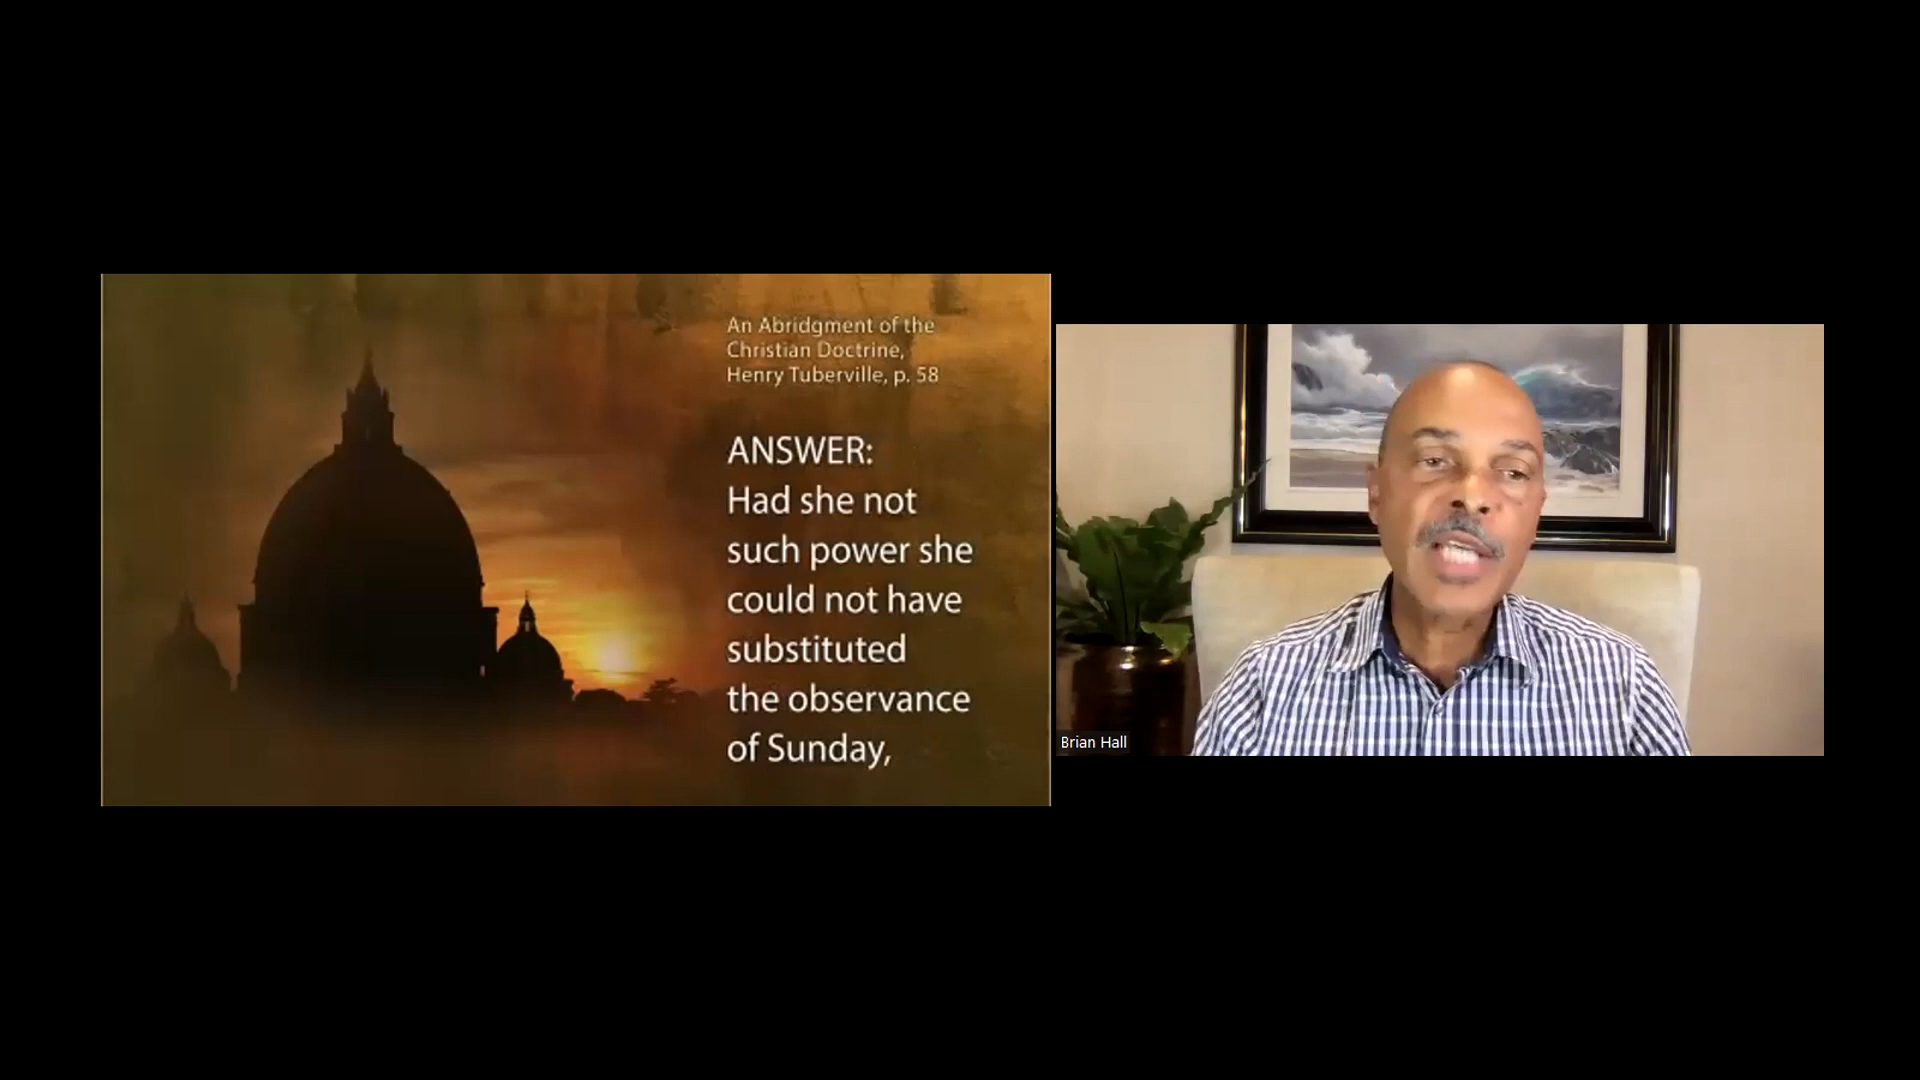 An Abridgment of the
Christian Doctrine,
Henry Tuberville, p. 58
ANSWER:
Had she not
such power she
could not have
substituted
the observance
of Sunday,
Brian Hall